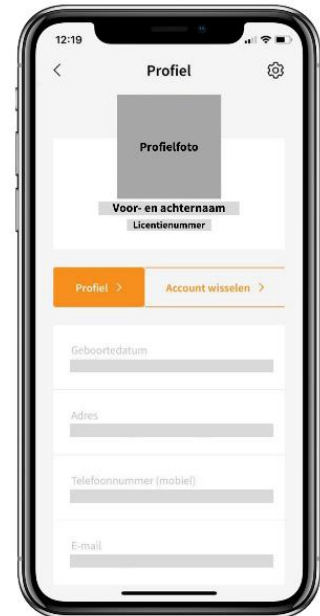 12:19
Profiel
Profielfoto
Voor- en achternaam
Licentienummer
Profiel >
Account wisselen >
Geboortedatum
Adres
Telefoonnummer (mobiel)
E-mail